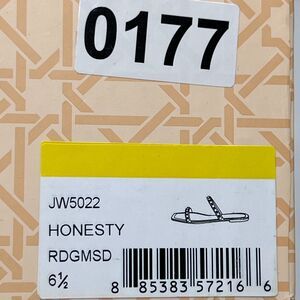 0177
JW5022
HONESTY
RDGMSD
6½
8 85383 57216 6